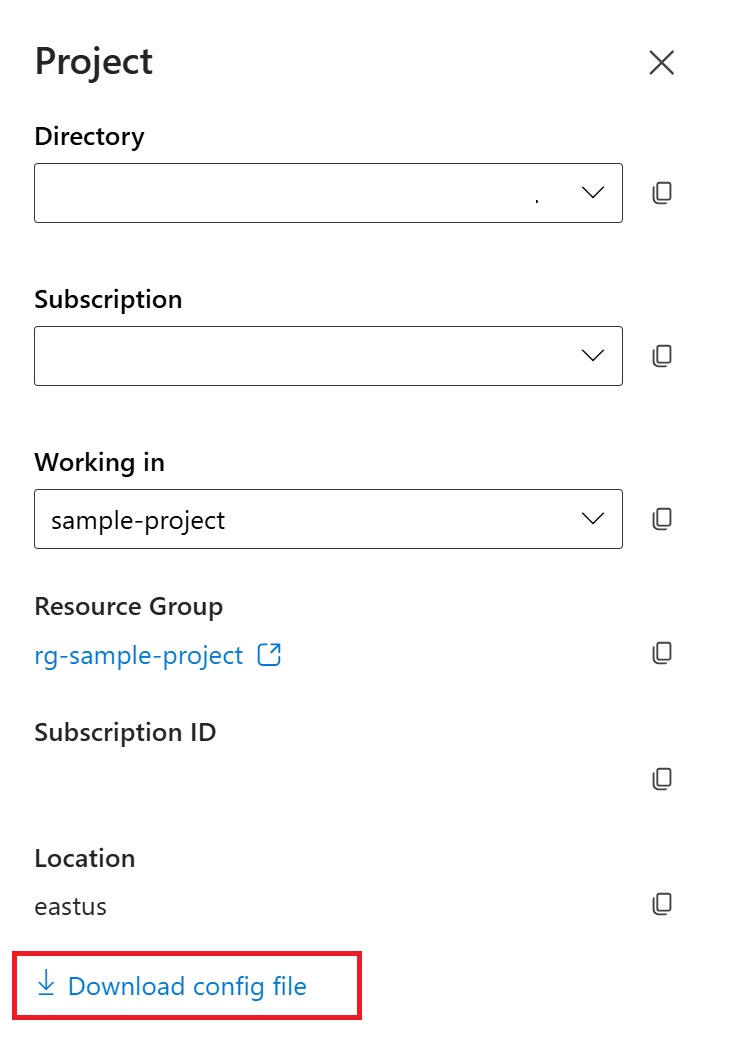 Project
Directory
Subscription
Working in
sample-project
Resource Group
rg-sample-project
Subscription ID
Location
eastus
Download config file